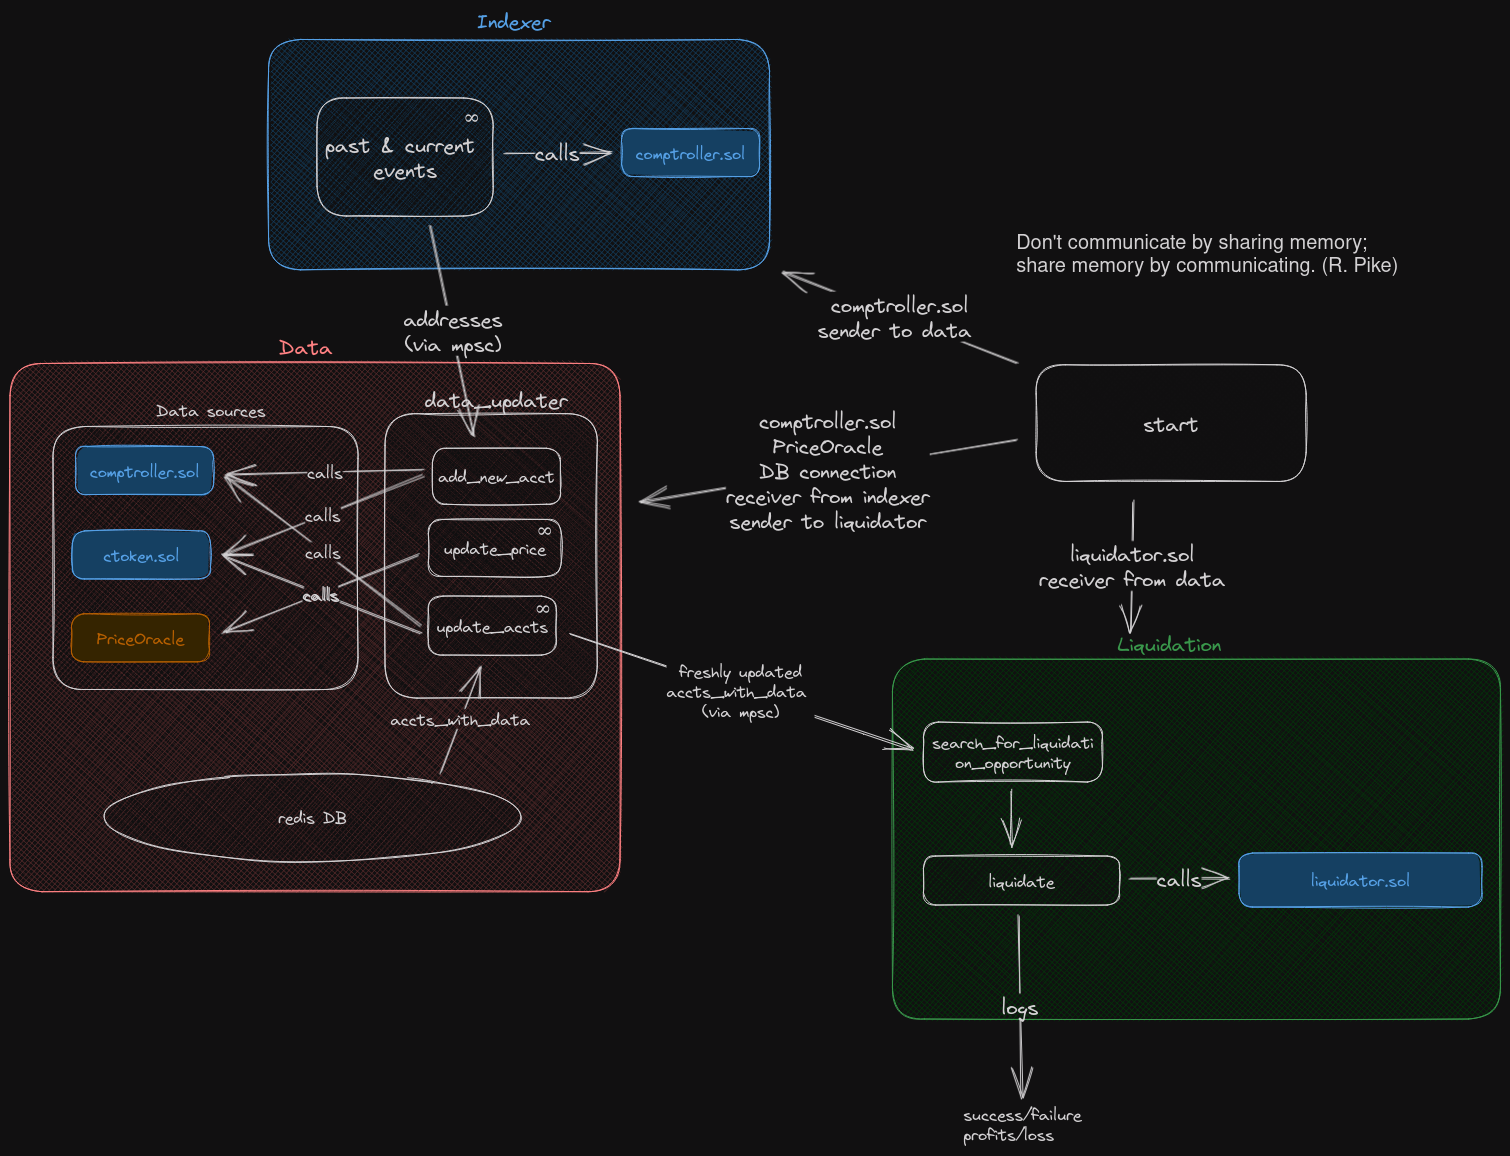 Indexer
∞
past & current
events
calls
comptroller.sol
Don't communicate by sharing memory;
share memory by communicating. (R. Pike)
comptroller.sol
sender to data
addresses
(via mpsc)
Data
data_updater
Data sources
comptroller.sol
ctoken.sol
PriceOracle
calls
calls
calls
calls
add_new_acct
∞
update_price
∞
update_accts
accts_with_data
redis DB
comptroller.sol
PriceOracle
DB connection
receiver from indexer
sender to liquidator
start
liquidator.sol
receiver from data
freshly updated
accts_with_data
(via mpsc)
Liquidation
search_for_liquidati
on_opportunity
liquidate
calls
liquidator.sol
logs
success/failure
profits/loss